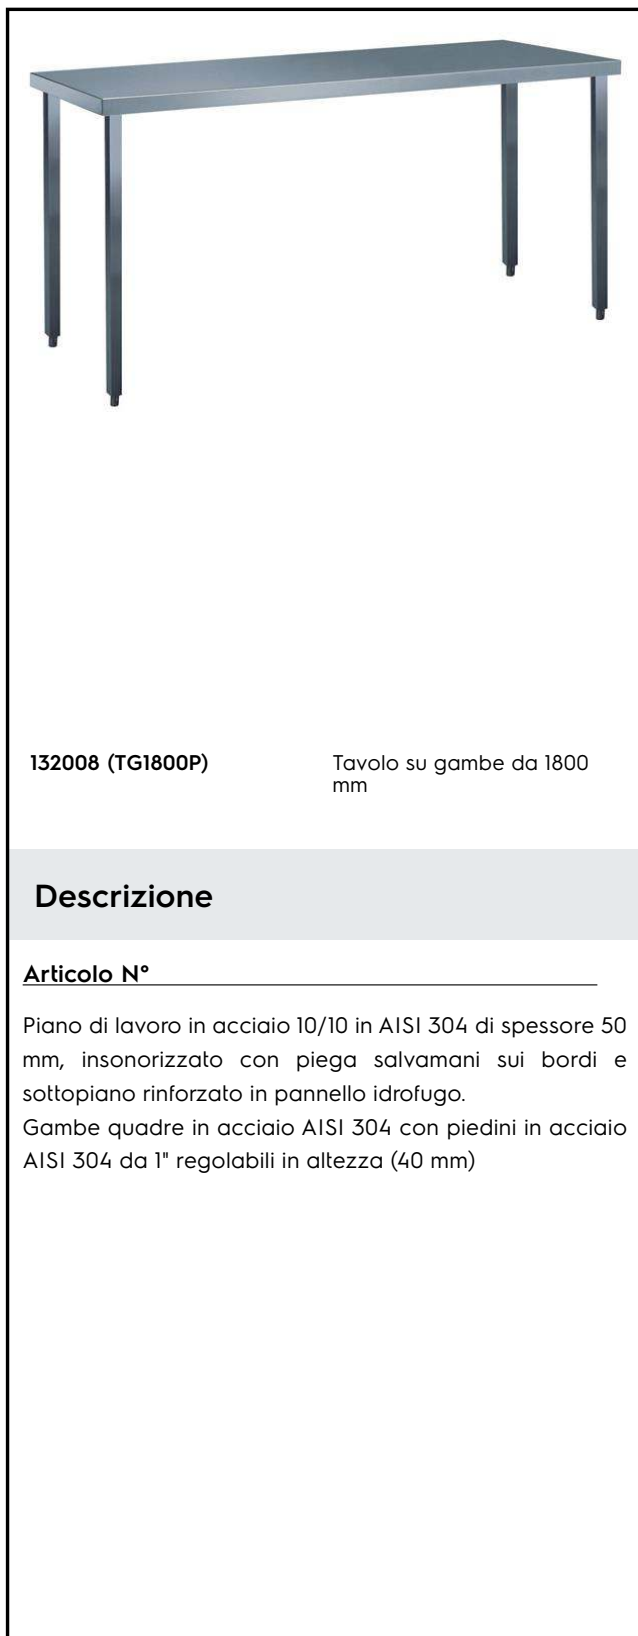 132008 (TG1800P)
Tavolo su gambe da 1800
mm
Descrizione
Articolo N°
Piano di lavoro in acciaio 10/10 in AISI 304 di spessore 50
mm, insonorizzato con piega salvamani sui bordi e
sottopiano rinforzato in pannello idrofugo.
Gambe quadre in acciaio AISI 304 con piedini in acciaio
AISI 304 da 1" regolabili in altezza (40 mm)